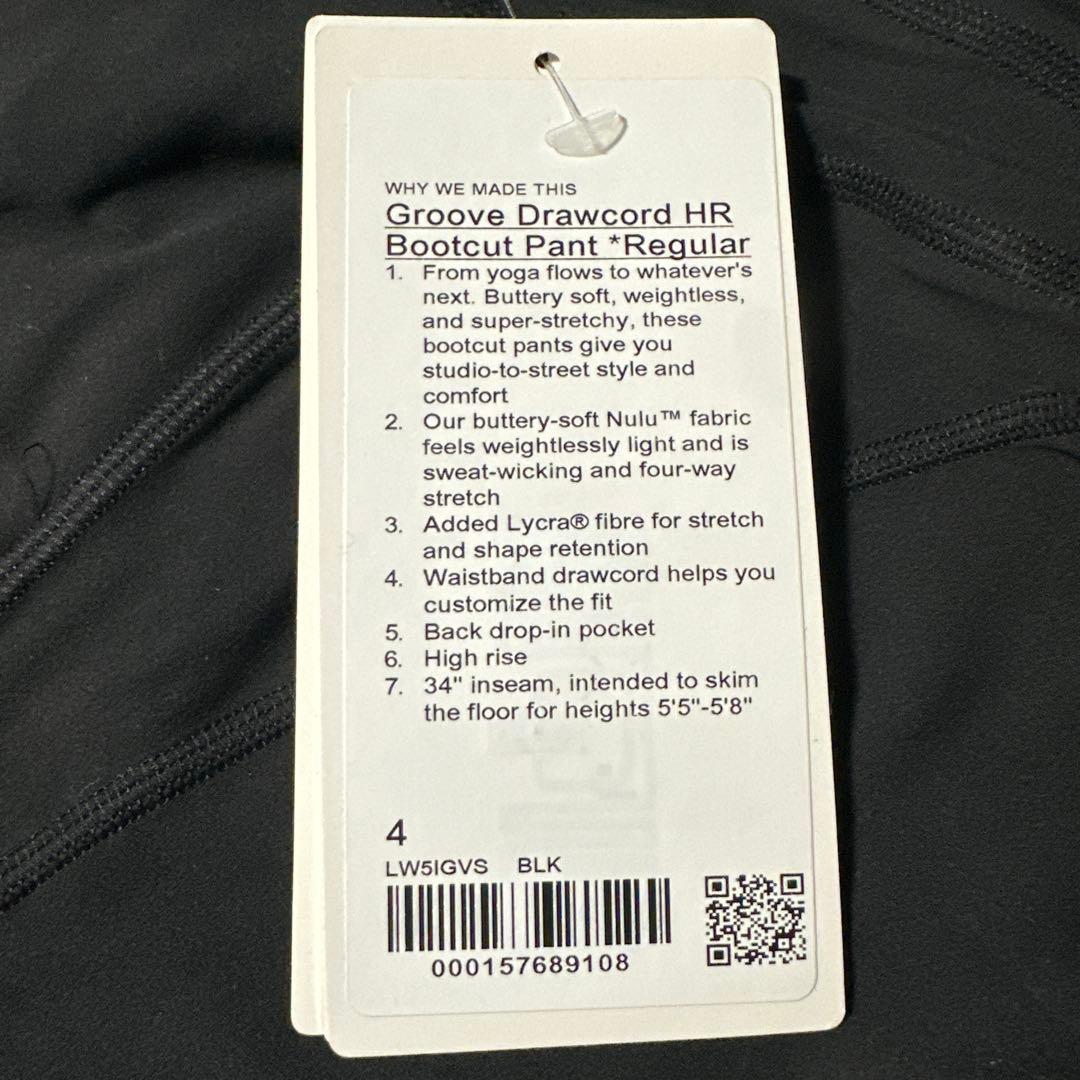 WHY WE MADE THIS
Groove Drawcord HR
Bootcut Pant *Regular
1. From yoga flows to whatever's
next. Buttery soft, weightless,
and super-stretchy, these
bootcut pants give you
studio-to-street style and
comfort
2. Our buttery-soft Nulu™ fabric
feels weightlessly light and is
sweat-wicking and four-way
stretch
3. Added Lycra® fibre for stretch
and shape retention
4. Waistband drawcord helps you
customize the fit
5. Back drop-in pocket
6. High rise
7. 34" inseam, intended to skim
the floor for heights 5'5"-5'8"
4
LW5IGVS BLK
000157689108